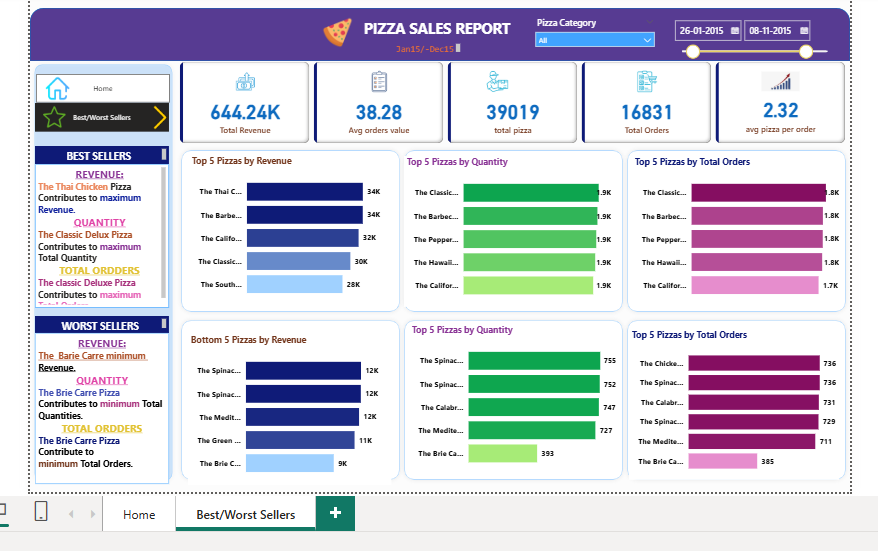 PIZZA SALES REPORT
Jan15/-Dec15
Pizza Category
All
26-01-2015
08-11-2015
Home
Best/Worst Sellers
644.24K
Total Revenue
38.28
Avg orders value
39019
total pizza
16831
Total Orders
2.32
avg pizza per order
BEST SELLERS
REVENUE:
The Thai Chicken Pizza
Contributes to maximum
Revenue.
QUANTITY
The Classic Delux Pizza
Contributes to maximum
Total Quantity
TOTAL ORDDERS
The classic Deluxe Pizza
Contributes to maximum
WORST SELLERS
REVENUE:
The Barie Carre minimum
Revenue.
QUANTITY
The Brie Carre Pizza
Contributes to minimum Total
Quantities.
TOTAL ORDDERS
The Brie Carre Pizza
Contribute to
minimum Total Orders.
Top 5 Pizzas by Revenue
The Thai C... 34K
The Barbe... 34K
The Califo... 32K
The Classic... 30K
The South... 28K
Top 5 Pizzas by Quantity
The Classic... 1.9K
The Barbec... 1.9K
The Pepper... 1.9K
The Hawaii... 1.9K
The Califor... 1.9K
Top 5 Pizzas by Total Orders
The Classic... 1.8K
The Barbec... 1.8K
The Pepper... 1.8K
The Hawaii... 1.8K
The Califor... 1.7K
Bottom 5 Pizzas by Revenue
The Spinac... 12K
The Spinac... 12K
The Medit... 12K
The Green ... 11K
The Brie C... 9K
Top 5 Pizzas by Quantity
The Spinac... 755
The Spinac... 752
The Calabr... 747
The Medite... 727
The Brie Ca... 393
Top 5 Pizzas by Total Orders
The Chicke... 736
The Spinac... 736
The Calabr... 731
The Spinac... 729
The Medite... 711
The Brie Ca... 385
Home
Best/Worst Sellers
+